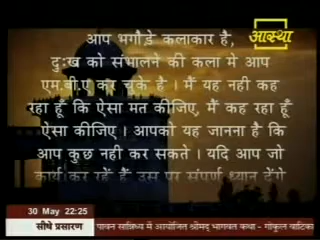 आप भगौड़े कलाकार है,
आस्था
दुःख को संभालने की कला मे आप
एम.बी.ए कर चुके है । मैं यह नही कह
रहा हूँ कि ऐसा मत कीजिए, मैं कह रहा हूँ
ऐसा कीजिए । आपको यह जानना है कि
आप कुछ नही कर सकते । यदि आप जो
कार्य कर रहें हैं उस पर संपूर्ण ध्यान देंगे
30 May 22:25
सीधे प्रसारण
पावन सान्निध्य में आयोजित श्रीमद् भागवत कथा - गोकुल वाटिका